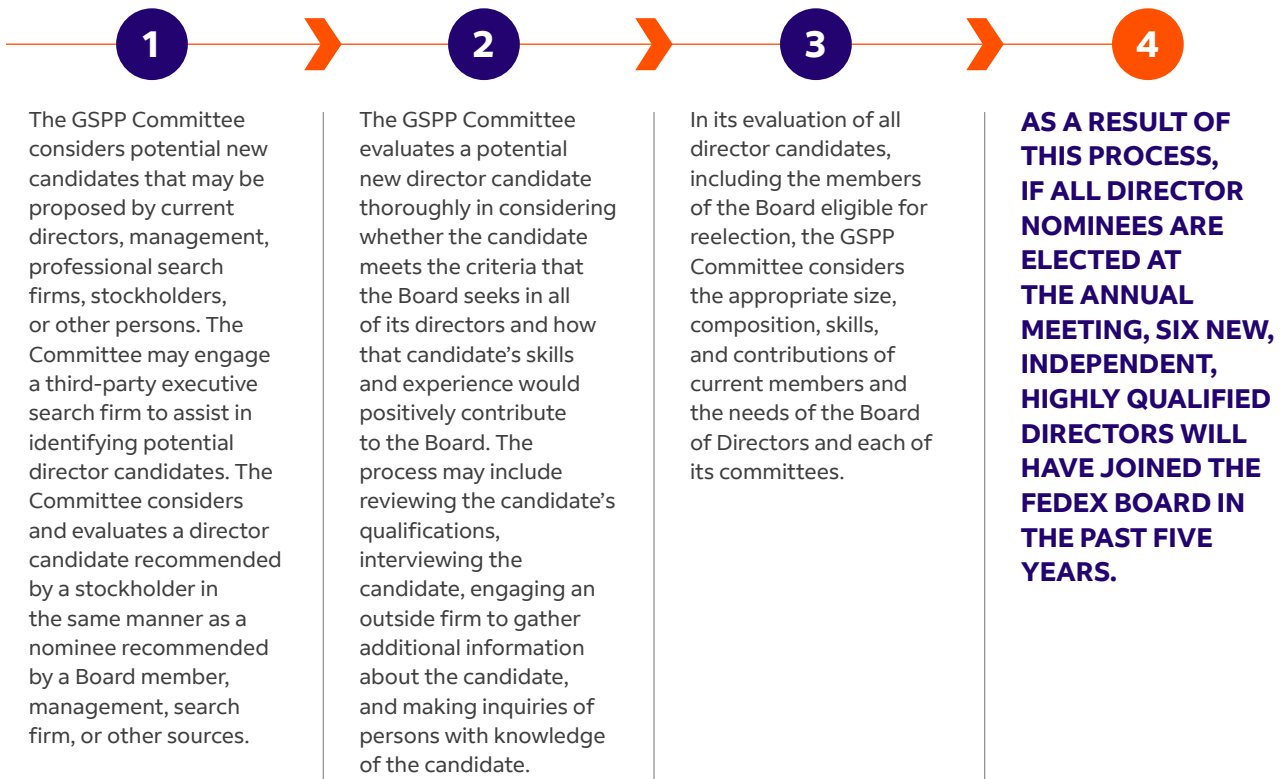 1
The GSPP Committee
considers potential new
candidates that may be
proposed by current
directors, management,
professional search
firms, stockholders,
or other persons. The
Committee may engage
a third-party executive
search firm to assist in
identifying potential
director candidates. The
Committee considers
and evaluates a director
candidate recommended
by a stockholder in
the same manner as a
nominee recommended
by a Board member,
management, search
firm, or other sources.
2
The GSPP Committee
evaluates a potential
new director candidate
thoroughly in considering
whether the candidate
meets the criteria that
the Board seeks in all
of its directors and how
that candidate’s skills
and experience would
positively contribute
to the Board. The
process may include
reviewing the candidate’s
qualifications,
interviewing the
candidate, engaging an
outside firm to gather
additional information
about the candidate,
and making inquiries of
persons with knowledge
of the candidate.
3
In its evaluation of all
director candidates,
including the members
of the Board eligible for
reelection, the GSPP
Committee considers
the appropriate size,
composition, skills,
and contributions of
current members and
the needs of the Board
of Directors and each of
its committees.
4
AS A RESULT OF
THIS PROCESS,
IF ALL DIRECTOR
NOMINEES ARE
ELECTED AT
THE ANNUAL
MEETING, SIX NEW,
INDEPENDENT,
HIGHLY QUALIFIED
DIRECTORS WILL
HAVE JOINED THE
FEDEX BOARD IN
THE PAST FIVE
YEARS.